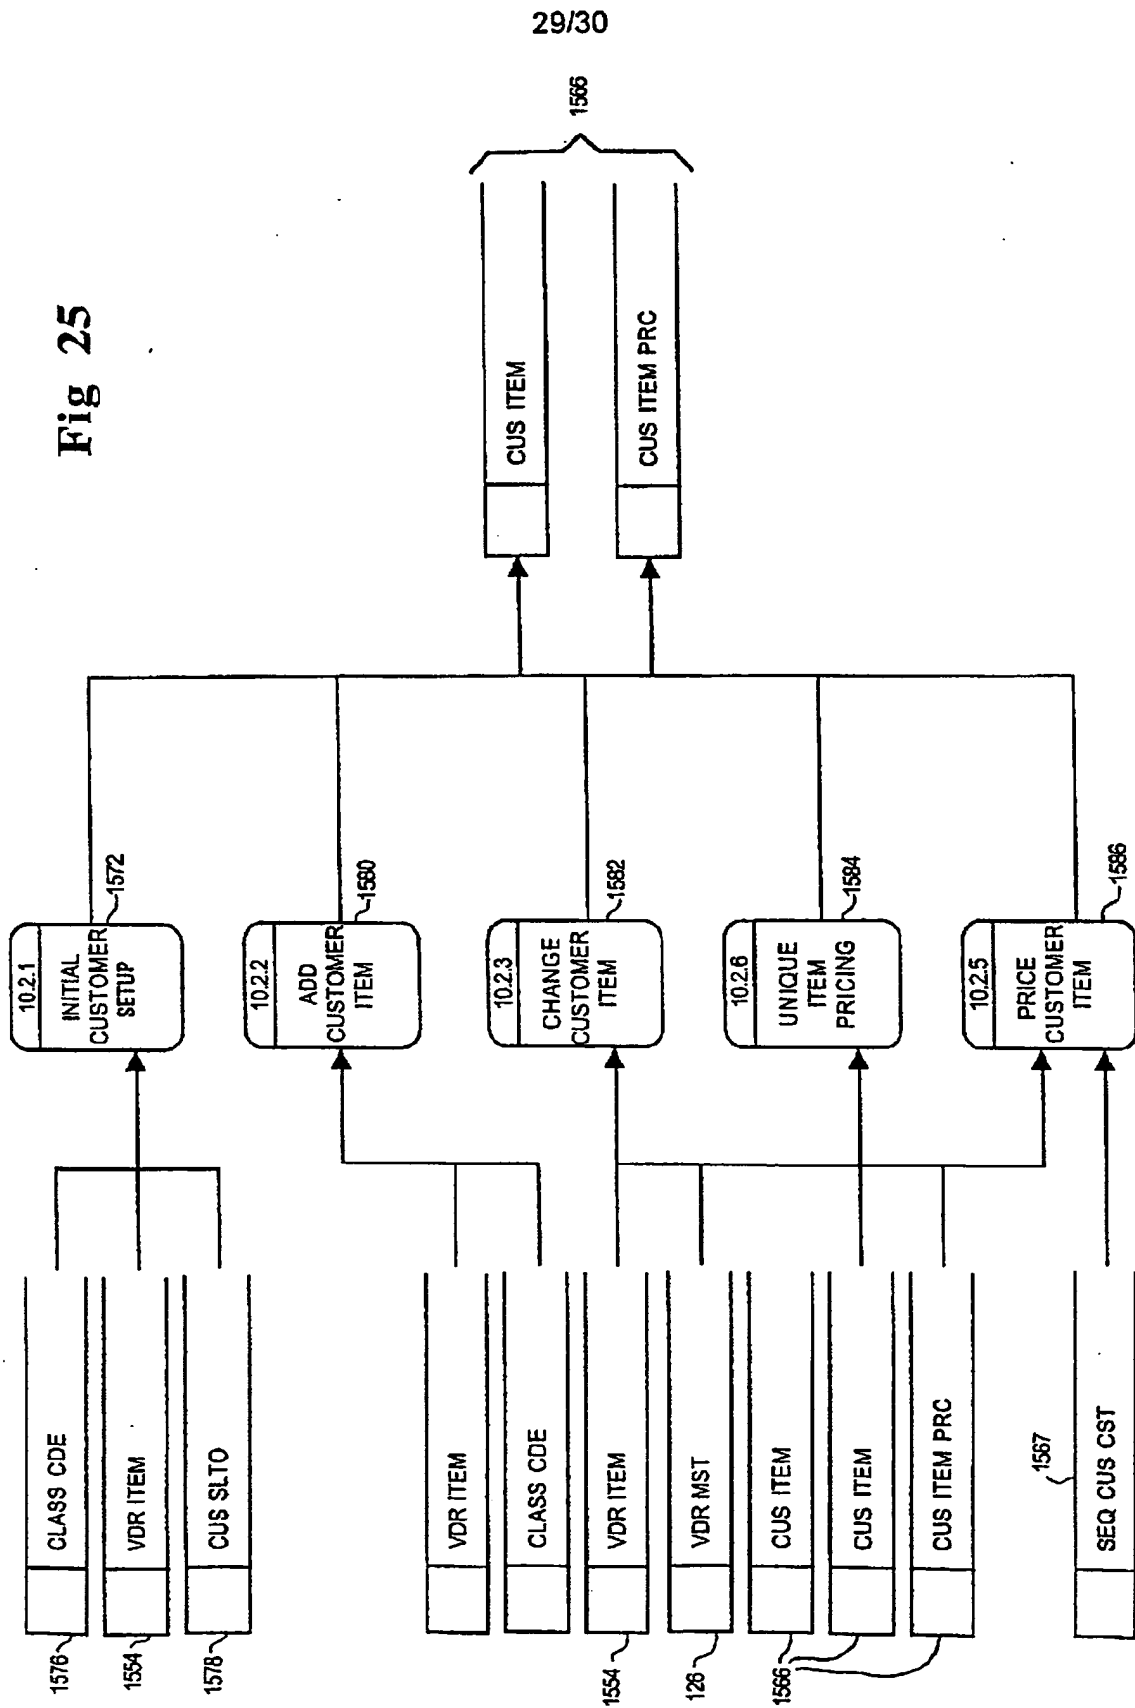 29/30
Fig 25
1576
CLASS CDE
1554
VDR ITEM
1578
CUS SLTO
VDR ITEM
CLASS CDE
1554
VDR ITEM
126
VDR MST
1566
CUS ITEM
CUS ITEM
CUS ITEM PRC
1567
SEQ CUS CST
10.2.1
INITIAL
CUSTOMER
SETUP
1572
10.2.2
ADD
CUSTOMER
ITEM
1580
10.2.3
CHANGE
CUSTOMER
ITEM
1582
10.2.6
UNIQUE
ITEM
PRICING
1584
10.2.5
PRICE
CUSTOMER
ITEM
1586
CUS ITEM
CUS ITEM PRC
1566